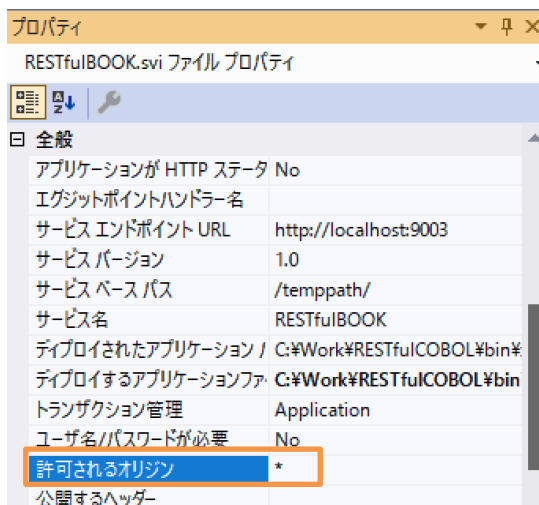 プロパティ
RESTfulBOOK.svi ファイル プロパティ
全般
アプリケーションが HTTP ステータ No
エグジットポイントハンドラー名
サービス エンドポイント URL http://localhost:9003
サービス バージョン 1.0
サービス ベース パス /temppath/
サービス名 RESTfulBOOK
ディプロイされたアプリケーション C:¥Work¥RESTfulCOBOL¥bin¥
ディプロイするアプリケーションファ C:¥Work¥RESTfulCOBOL¥bin
トランザクション管理 Application
ユーザ名/パスワードが必要 No
許可されるオリジン *
公開するヘッダー